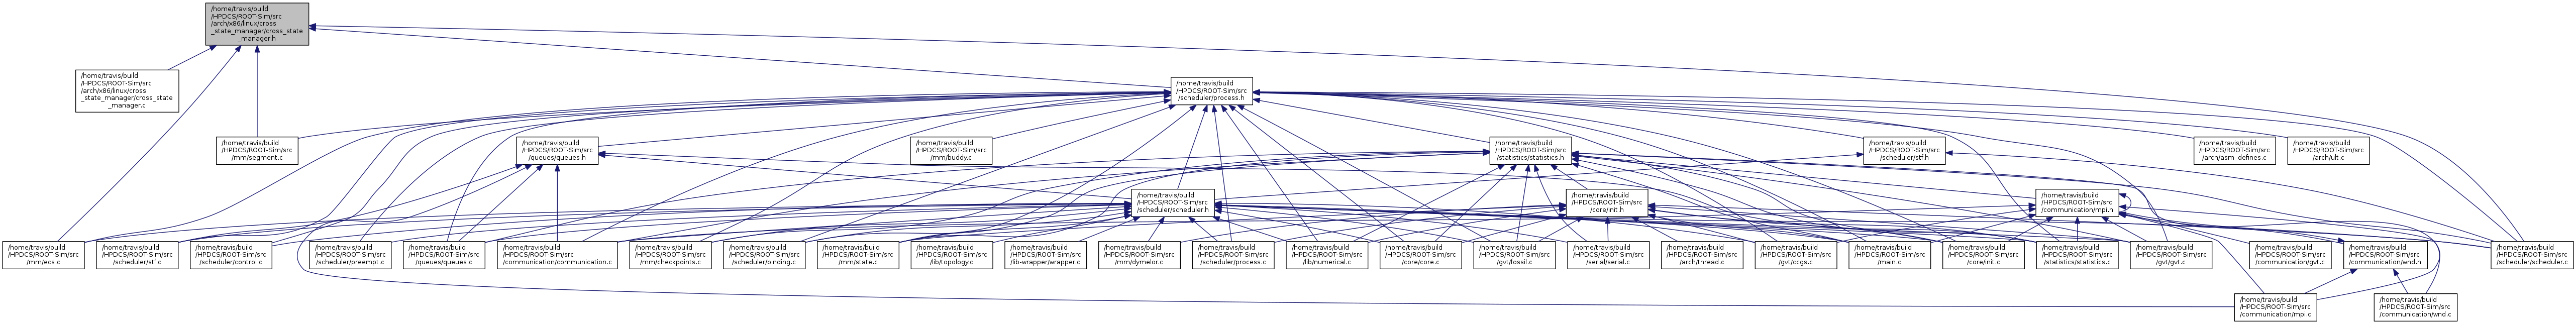 /home/travis/build
/HPDCS/ROOT-Sim/src
/arch/x86/linux/cross
_state_manager/cross_state
_manager.h
/home/travis/build
/HPDCS/ROOT-Sim/src
/arch/x86/linux/cross
_state_manager/cross_state
_manager.c
/home/travis/build
/HPDCS/ROOT-Sim/src
/scheduler/process.h
/home/travis/build
/HPDCS/ROOT-Sim/src
/mm/segment.c
/home/travis/build
/HPDCS/ROOT-Sim/src
/queues/queues.h
/home/travis/build
/HPDCS/ROOT-Sim/src
/mm/buddy.c
/home/travis/build
/HPDCS/ROOT-Sim/src
/statistics/statistics.h
/home/travis/build
/HPDCS/ROOT-Sim/src
/scheduler/stf.h
/home/travis/build
/HPDCS/ROOT-Sim/src
/arch/asm_defines.c
/home/travis/build
/HPDCS/ROOT-Sim/src
/arch/ult.c
/home/travis/build
/HPDCS/ROOT-Sim/src
/scheduler/scheduler.h
/home/travis/build
/HPDCS/ROOT-Sim/src
/core/init.h
/home/travis/build
/HPDCS/ROOT-Sim/src
/communication/mpi.h
/home/travis/build
/HPDCS/ROOT-Sim/src
/mm/ecs.c
/home/travis/build
/HPDCS/ROOT-Sim/src
/scheduler/stf.c
/home/travis/build
/HPDCS/ROOT-Sim/src
/scheduler/control.c
/home/travis/build
/HPDCS/ROOT-Sim/src
/scheduler/preempt.c
/home/travis/build
/HPDCS/ROOT-Sim/src
/queues/queues.c
/home/travis/build
/HPDCS/ROOT-Sim/src
/communication/communication.c
/home/travis/build
/HPDCS/ROOT-Sim/src
/mm/checkpoints.c
/home/travis/build
/HPDCS/ROOT-Sim/src
/scheduler/binding.c
/home/travis/build
/HPDCS/ROOT-Sim/src
/mm/state.c
/home/travis/build
/HPDCS/ROOT-Sim/src
/lib/topology.c
/home/travis/build
/HPDCS/ROOT-Sim/src
/lib-wrapper/wrapper.c
/home/travis/build
/HPDCS/ROOT-Sim/src
/mm/dymelor.c
/home/travis/build
/HPDCS/ROOT-Sim/src
/scheduler/process.c
/home/travis/build
/HPDCS/ROOT-Sim/src
/lib/numerical.c
/home/travis/build
/HPDCS/ROOT-Sim/src
/core/core.c
/home/travis/build
/HPDCS/ROOT-Sim/src
/gvt/fossil.c
/home/travis/build
/HPDCS/ROOT-Sim/src
/serial/serial.c
/home/travis/build
/HPDCS/ROOT-Sim/src
/arch/thread.c
/home/travis/build
/HPDCS/ROOT-Sim/src
/gvt/ccgs.c
/home/travis/build
/HPDCS/ROOT-Sim/src
/main.c
/home/travis/build
/HPDCS/ROOT-Sim/src
/core/init.c
/home/travis/build
/HPDCS/ROOT-Sim/src
/statistics/statistics.c
/home/travis/build
/HPDCS/ROOT-Sim/src
/gvt/gvt.c
/home/travis/build
/HPDCS/ROOT-Sim/src
/communication/gvt.c
/home/travis/build
/HPDCS/ROOT-Sim/src
/communication/wnd.h
/home/travis/build
/HPDCS/ROOT-Sim/src
/scheduler/scheduler.c
/home/travis/build
/HPDCS/ROOT-Sim/src
/communication/mpi.c
/home/travis/build
/HPDCS/ROOT-Sim/src
/communication/wnd.c